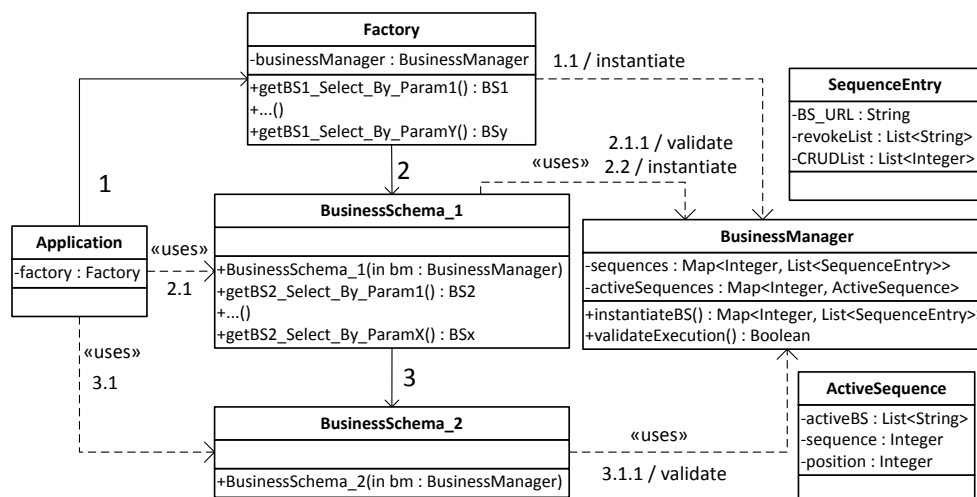 Factory
-businessManager : BusinessManager
+getBS1_Select_By_Param1() : BS1
+...()
+getBS1_Select_By_ParamY() : BSy
1.1 / instantiate
SequenceEntry
-BS_URL : String
-revokeList : List<String>
-CRUDList : List<Integer>
1
2
2.1.1 / validate
«uses»
2.2 / instantiate
BusinessSchema_1
+BusinessSchema_1(in bm : BusinessManager)
+getBS2_Select_By_Param1() : BS2
+...()
+getBS2_Select_By_ParamX() : BSx
Application
-factory : Factory
«uses»
2.1
BusinessManager
-sequences : Map<Integer, List<SequenceEntry>>
-activeSequences : Map<Integer, ActiveSequence>
+instantiateBS() : Map<Integer, List<SequenceEntry>
+validateExecution() : Boolean
«uses»
3.1
3
BusinessSchema_2
+BusinessSchema_2(in bm : BusinessManager)
«uses»
3.1.1 / validate
ActiveSequence
-activeBS : List<String>
-sequence : Integer
-position : Integer